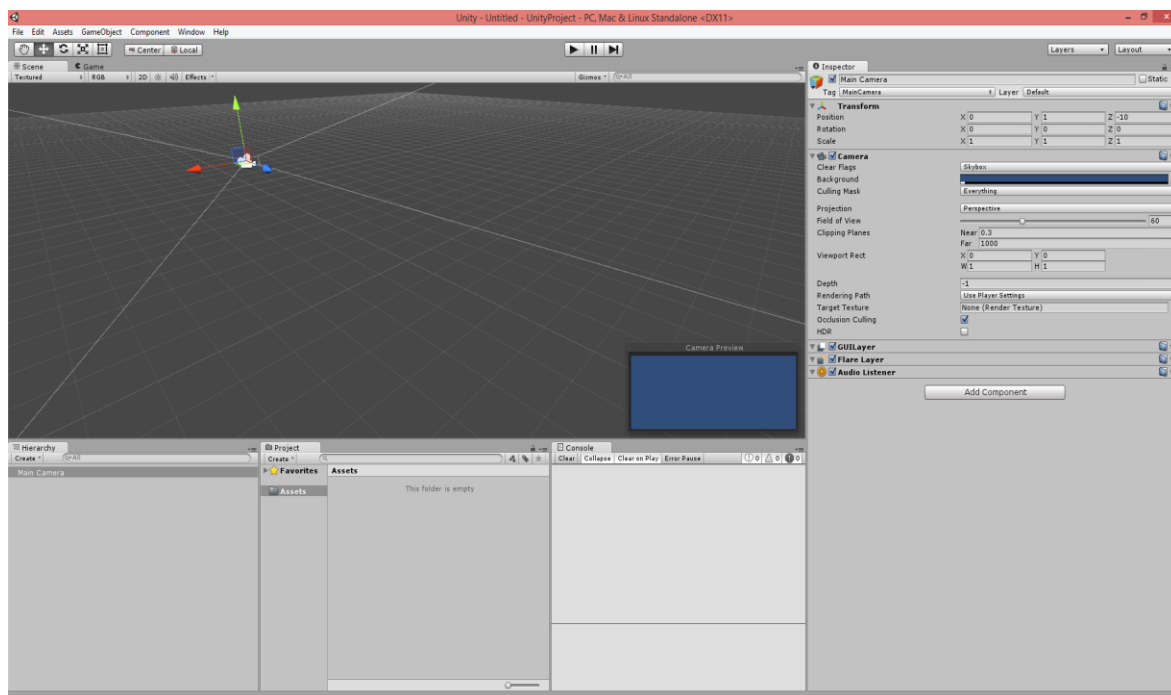 Unity - Untitled - UnityProject - PC, Mac & Linux Standalone <DX11>
File Edit Assets GameObject Component Window Help
Center Local
Layers Layout
Scene Game
Textured RGB 2D Effects Gizmos All
Camera Preview
Inspector
Main Camera Static
Tag MainCamera Layer Default
Transform
Position X 0 Y 1 Z -10
Rotation X 0 Y 0 Z 0
Scale X 1 Y 1 Z 1
Camera
Clear Flags Skybox
Background
Culling Mask Everything
Projection Perspective
Field of View 60
Clipping Planes Near 0.3
Far 1000
Viewport Rect X 0 Y 0
W 1 H 1
Depth -1
Rendering Path Use Player Settings
Target Texture None (Render Texture)
Occlusion Culling
HDR
GUILayer
Flare Layer
Audio Listener
Add Component
Hierarchy
Create All
Main Camera
Project
Create
Favorites Assets
Assets This folder is empty
Console
Clear Collapse Clear on Play Error Pause 0 0 0